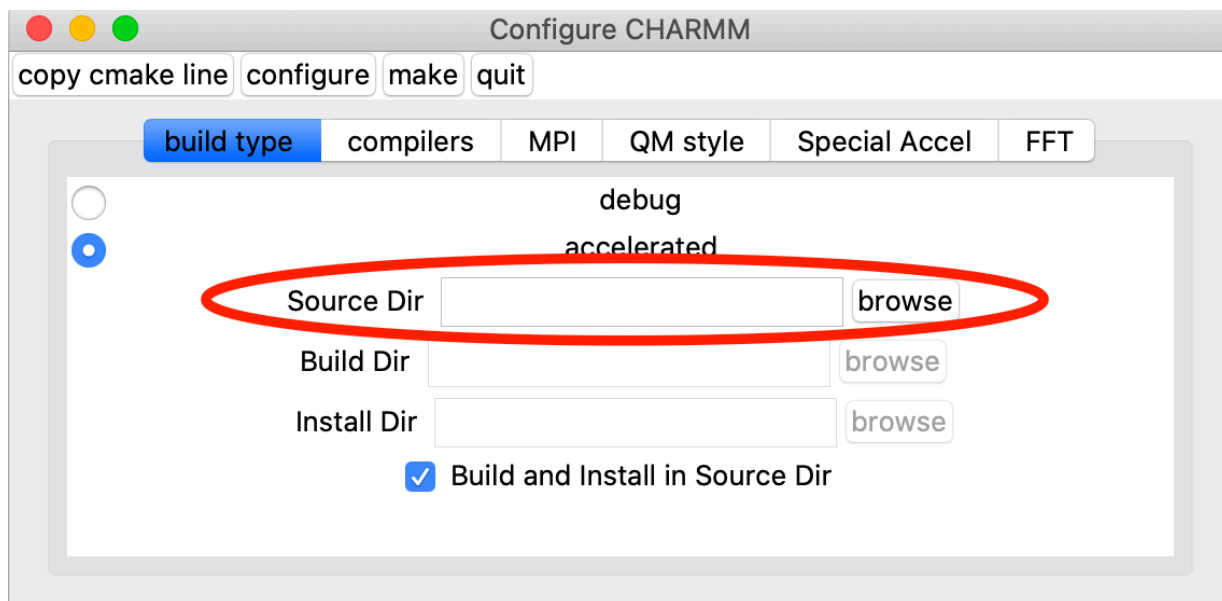 Configure CHARMM
copy cmake line configure make quit
build type compilers MPI QM style Special Accel FFT
debug
accelerated
Source Dir browse
Build Dir browse
Install Dir browse
Build and Install in Source Dir